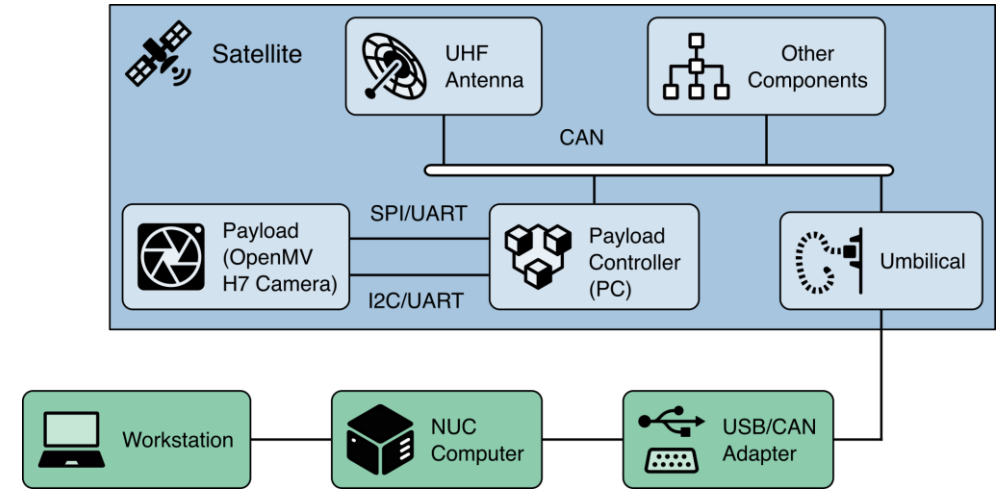 Satellite
UHF
Antenna
Other
Components
CAN
Payload
(OpenMV
H7 Camera)
SPI/UART
I2C/UART
Payload
Controller
(PC)
Umbilical
Workstation
NUC
Computer
USB/CAN
Adapter